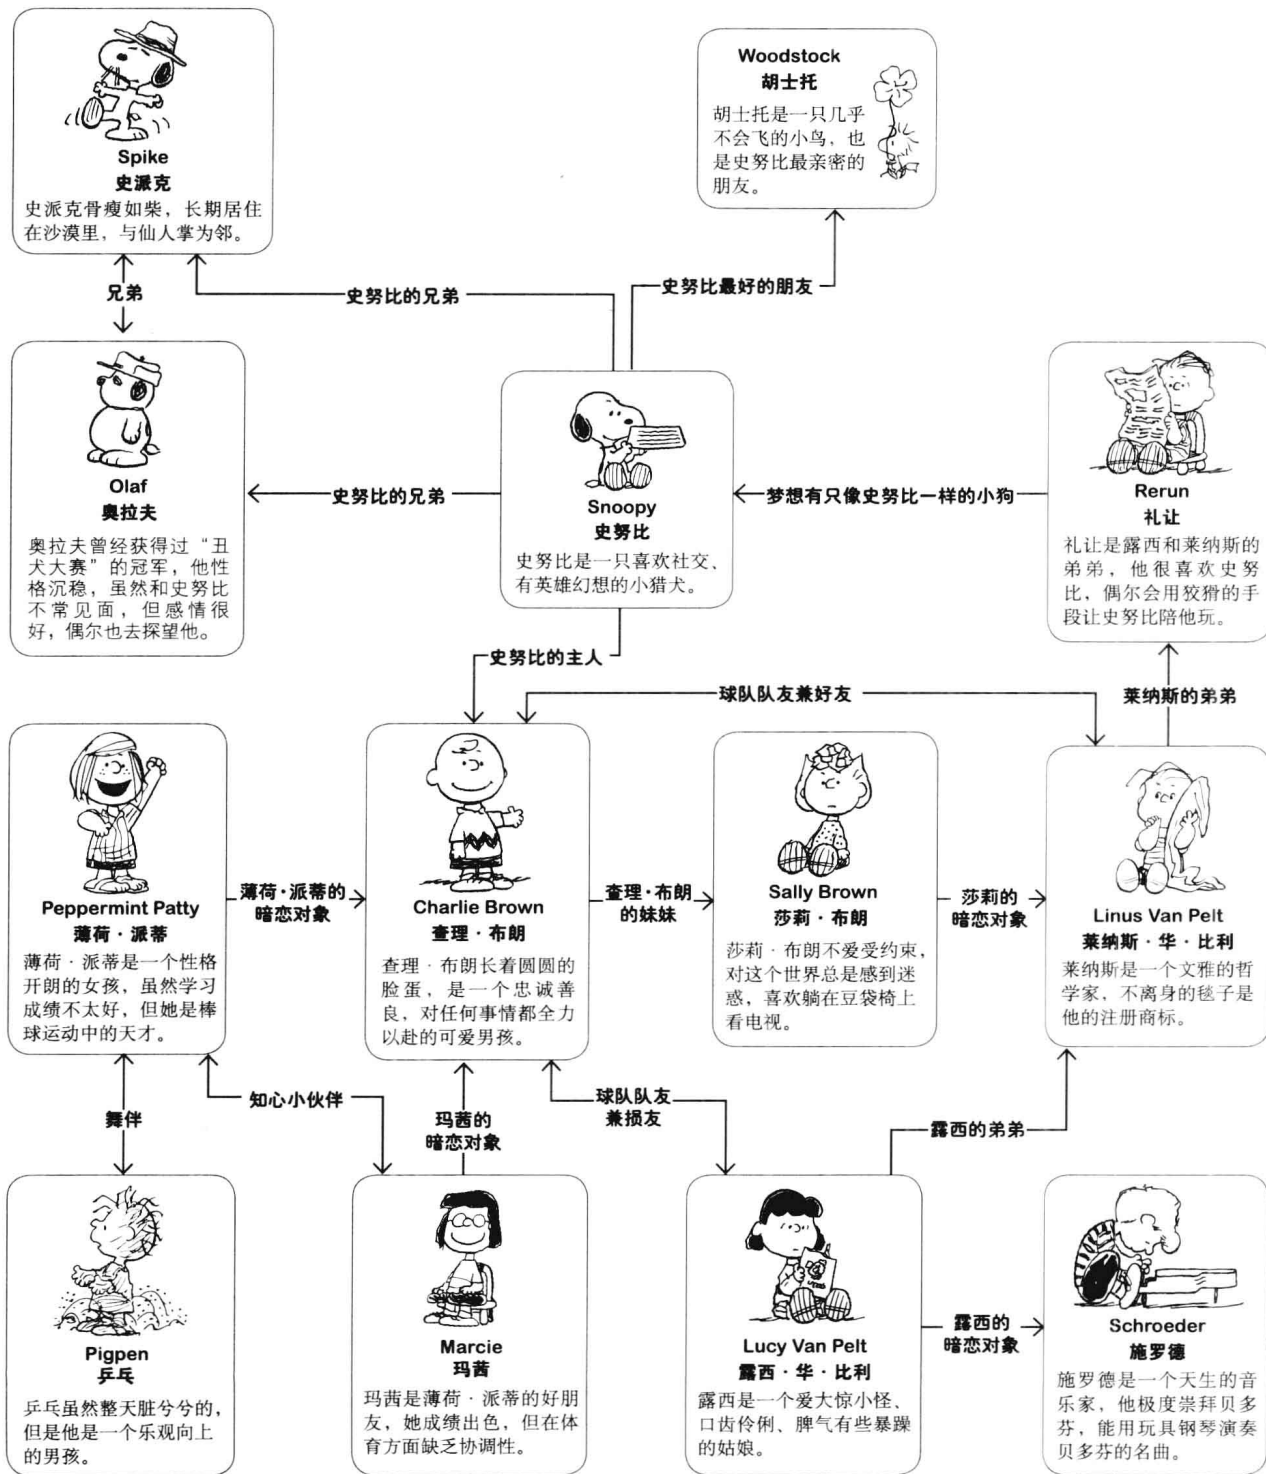 Spike
史派克
史派克骨瘦如柴，长期居住
在沙漠里，与仙人掌为邻。
Woodstock
胡士托
胡士托是一只几乎
不会飞的小鸟，也
是史努比最亲密的
朋友。
兄弟
史努比的兄弟
史努比最好的朋友
Olaf
奥拉夫
奥拉夫曾经获得过“丑
犬大赛”的冠军，他性
格沉稳，虽然和史努比
不常见面，但感情很
好，偶尔也去探望他。
史努比的兄弟
Snoopy
史努比
史努比是一只喜欢社交、
有英雄幻想的小猎犬。
梦想有只像史努比一样的小狗
Rerun
礼让
礼让是露西和莱纳斯的
弟弟，他很喜欢史努
比，偶尔会用狡猾的手
段让史努比陪他玩。
史努比的主人
球队队友兼好友
莱纳斯的弟弟
Peppermint Patty
薄荷·派蒂
薄荷·派蒂是一个性格
开朗的女孩，虽然学习
成绩不太好，但她是棒
球运动中的天才。
薄荷·派蒂的
暗恋对象
Charlie Brown
查理·布朗
查理·布朗长着圆圆的
脸蛋，是一个忠诚善
良，对任何事情都全力
以赴的可爱男孩。
查理·布朗
的妹妹
Sally Brown
莎莉·布朗
莎莉·布朗不爱受约束，
对这个世界总是感到迷
惑，喜欢躺在豆袋椅上
看电视。
莎莉的
暗恋对象
Linus Van Pelt
莱纳斯·华·比利
莱纳斯是一个文雅的哲
学家，不离身的毯子是
他的注册商标。
舞伴
知心小伙伴
玛茜的
暗恋对象
球队队友
兼损友
露西的弟弟
Pigpen
乒乓
乒乓虽然整天脏兮兮的，
但是他是一个乐观向上
的男孩。
Marcie
玛茜
玛茜是薄荷·派蒂的好朋
友，她成绩出色，但在体
育方面缺乏协调性。
Lucy Van Pelt
露西·华·比利
露西是一个爱大惊小怪、
口齿伶俐、脾气有些暴躁
的姑娘。
露西的
暗恋对象
Schroeder
施罗德
施罗德是一个天生的音
乐家，他极度崇拜贝多
芬，能用玩具钢琴演奏
贝多芬的名曲。